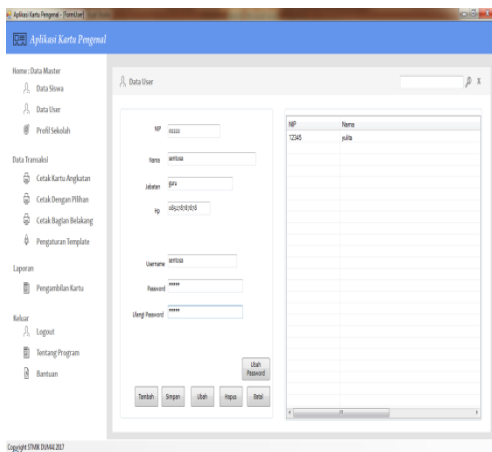 Aplikasi Kartu Pengenal - [FormUser]
Aplikasi Kartu Pengenal
Home : Data Master
Data Siswa
Data User
Profil Sekolah
Data Transaksi
Cetak Kartu Angkatan
Cetak Dengan Pilihan
Cetak Bagian Belakang
Pengaturan Template
Laporan
Pengambilan Kartu
Keluar
Logout
Tentang Program
Bantuan
Data User
X
NIP
Nama
sentosa
Jabatan
guru
Hp
Username
sentosa
Password *****
Ulangi Password *****
Ubah
Password
Tambah Simpan Ubah Hapus Batal
NIP Nama
12345 yulita
Copyright STMIK DUMAI 2017